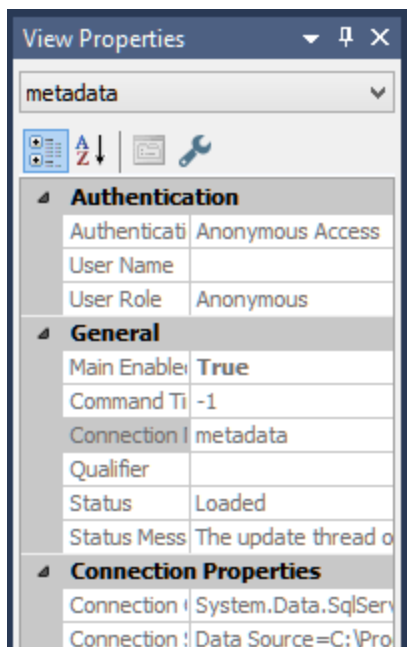 View Properties
metadata
Authentication
Authenticati Anonymous Access
User Name
User Role Anonymous
General
Main Enable True
Command Ti -1
Connection metadata
Qualifier
Status Loaded
Status Mess The update thread o
Connection Properties
Connection System.Data.SqlServ
Connection Data Source=C:\Pro